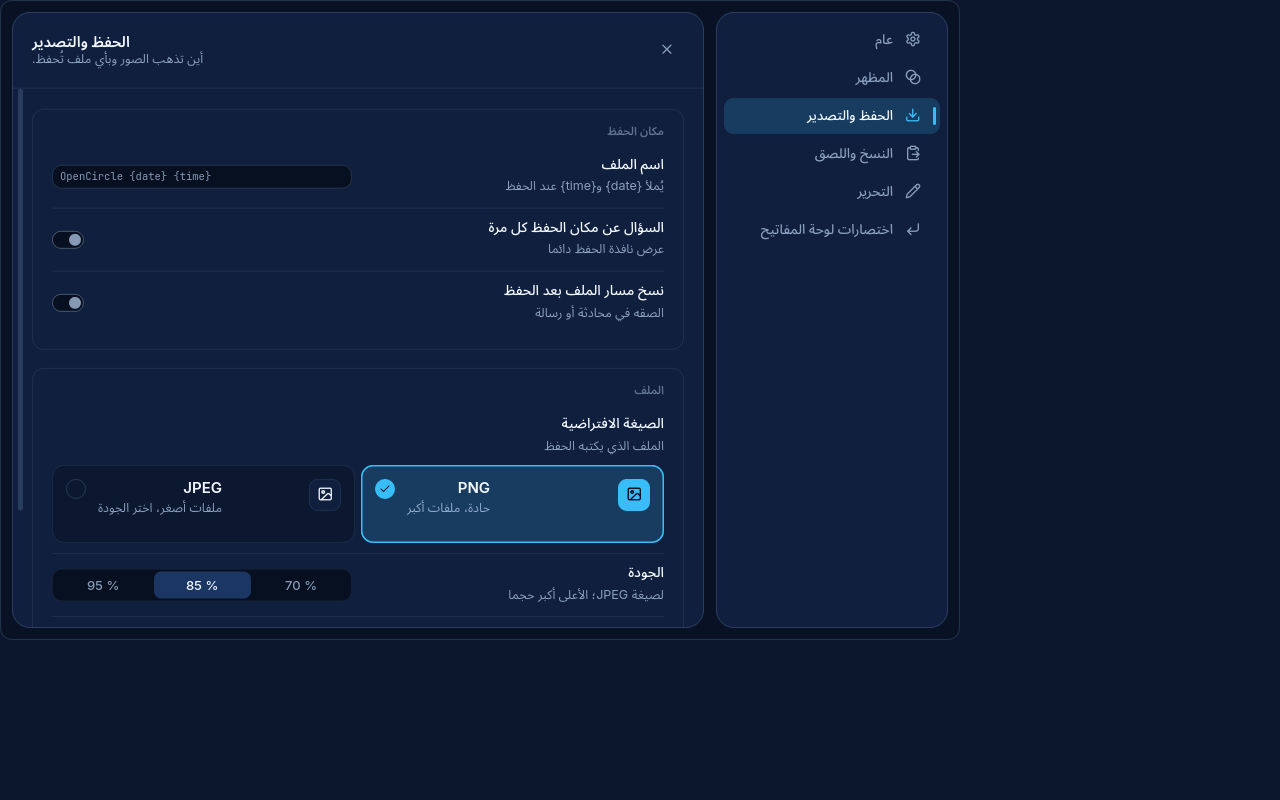 عام
المظهر
الحفظ والتصدير
النسخ واللصق
التحرير
اختصارات لوحة المفاتيح
الحفظ والتصدير
أين تذهب الصور وبأي ملف تُحفظ.
مكان الحفظ
اسم الملف
يُملأ {date} و{time} عند الحفظ
OpenCircle {date} {time}
السؤال عن مكان الحفظ كل مرة
عرض نافذة الحفظ دائما
نسخ مسار الملف بعد الحفظ
الصقه في محادثة أو رسالة
الملف
الصيغة الافتراضية
الملف الذي يكتبه الحفظ
PNG
حادة، ملفات أكبر
JPEG
ملفات أصغر، اختر الجودة
الجودة
لصيغة JPEG؛ الأعلى أكبر حجما
70 %
85 %
95 %